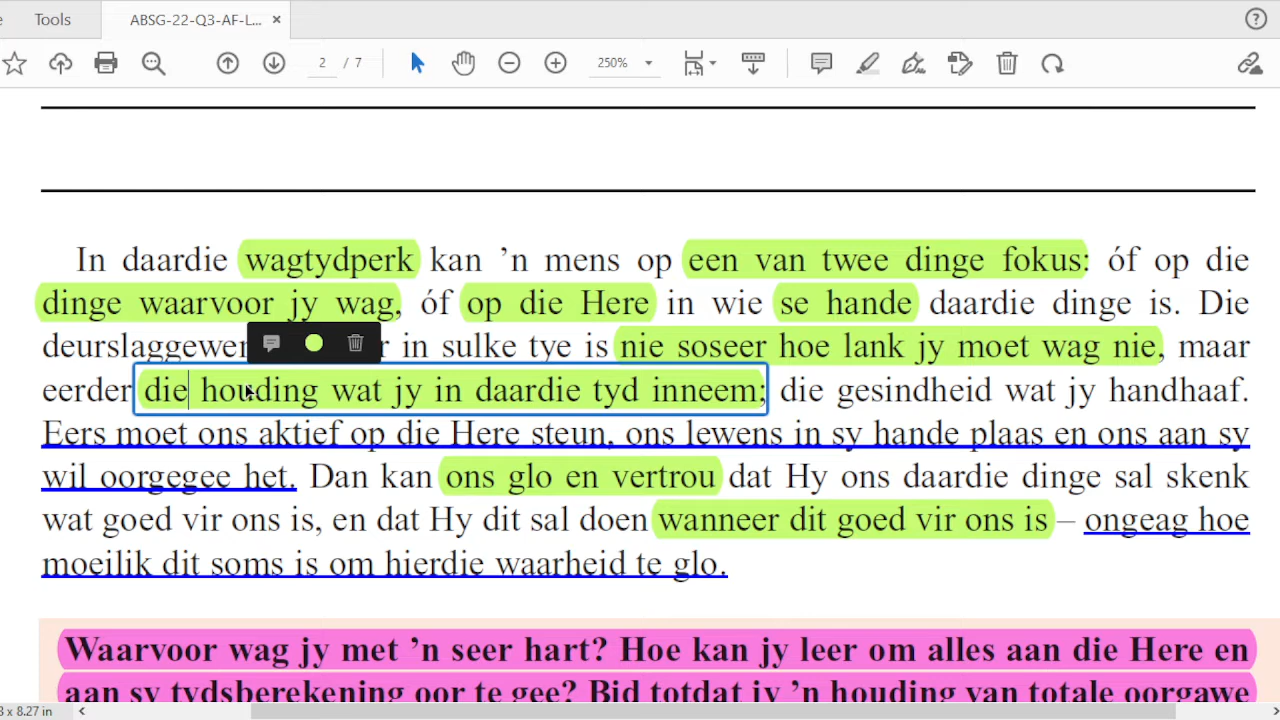 Tools
ABSG-22-Q3-AF-L... ×
2 / 7
250%
In daardie wagtydperk kan ’n mens op een van twee dinge fokus: óf op die
dinge waarvoor jy wag, óf op die Here in wie se hande daardie dinge is. Die
in sulke tye is nie soseer hoe lank jy moet wag nie, maar
eerder die houding wat jy in daardie tyd inneem; die gesindheid wat jy handhaaf.
Eers moet ons aktief op die Here steun, ons lewens in sy hande plaas en ons aan sy
wil oorgegee het. Dan kan ons glo en vertrou dat Hy ons daardie dinge sal skenk
wat goed vir ons is, en dat Hy dit sal doen wanneer dit goed vir ons is – ongeag hoe
moeilik dit soms is om hierdie waarheid te glo.
Waarvoor wag jy met ’n seer hart? Hoe kan jy leer om alles aan die Here en
aan sy tydsberekening oor te gee? Bid totdat jy ’n houding van totale oorgawe
x 8.27 in